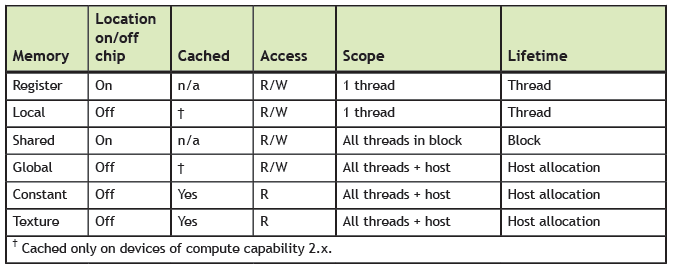 Memory Location on/off chip Cached Access Scope Lifetime
Register On n/a R/W 1 thread Thread
Local Off † R/W 1 thread Thread
Shared On n/a R/W All threads in block Block
Global Off † R/W All threads + host Host allocation
Constant Off Yes R All threads + host Host allocation
Texture Off Yes R All threads + host Host allocation
† Cached only on devices of compute capability 2.x.